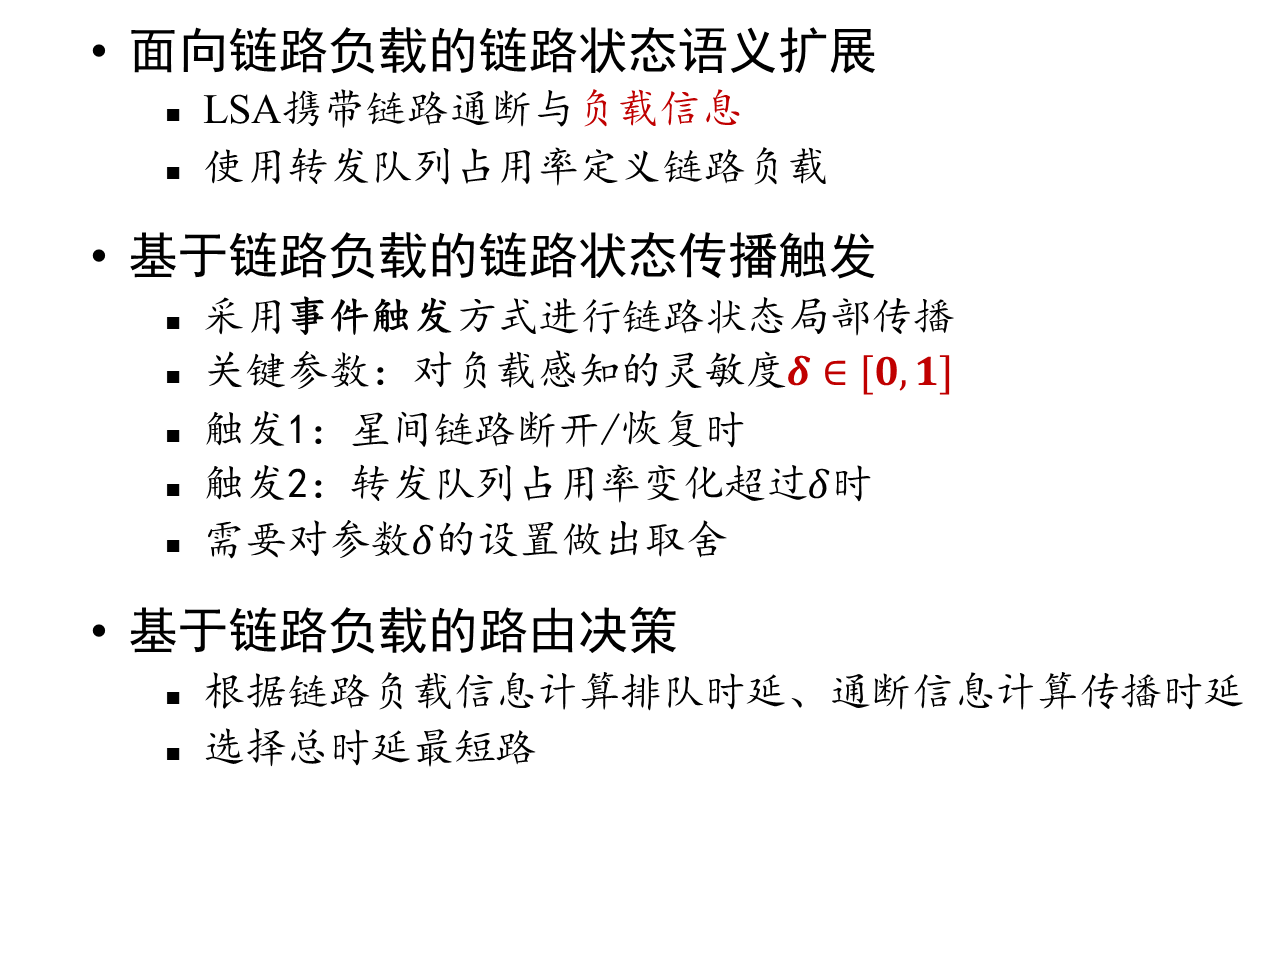 • 面向链路负载的链路状态语义扩展
▪ LSA携带链路通断与负载信息
▪ 使用转发队列占用率定义链路负载
• 基于链路负载的链路状态传播触发
▪ 采用事件触发方式进行链路状态局部传播
▪ 关键参数：对负载感知的灵敏度δ ∈ [0, 1]
▪ 触发1：星间链路断开/恢复时
▪ 触发2：转发队列占用率变化超过δ时
▪ 需要对参数δ的设置做出取舍
• 基于链路负载的路由决策
▪ 根据链路负载信息计算排队时延、通断信息计算传播时延
▪ 选择总时延最短路